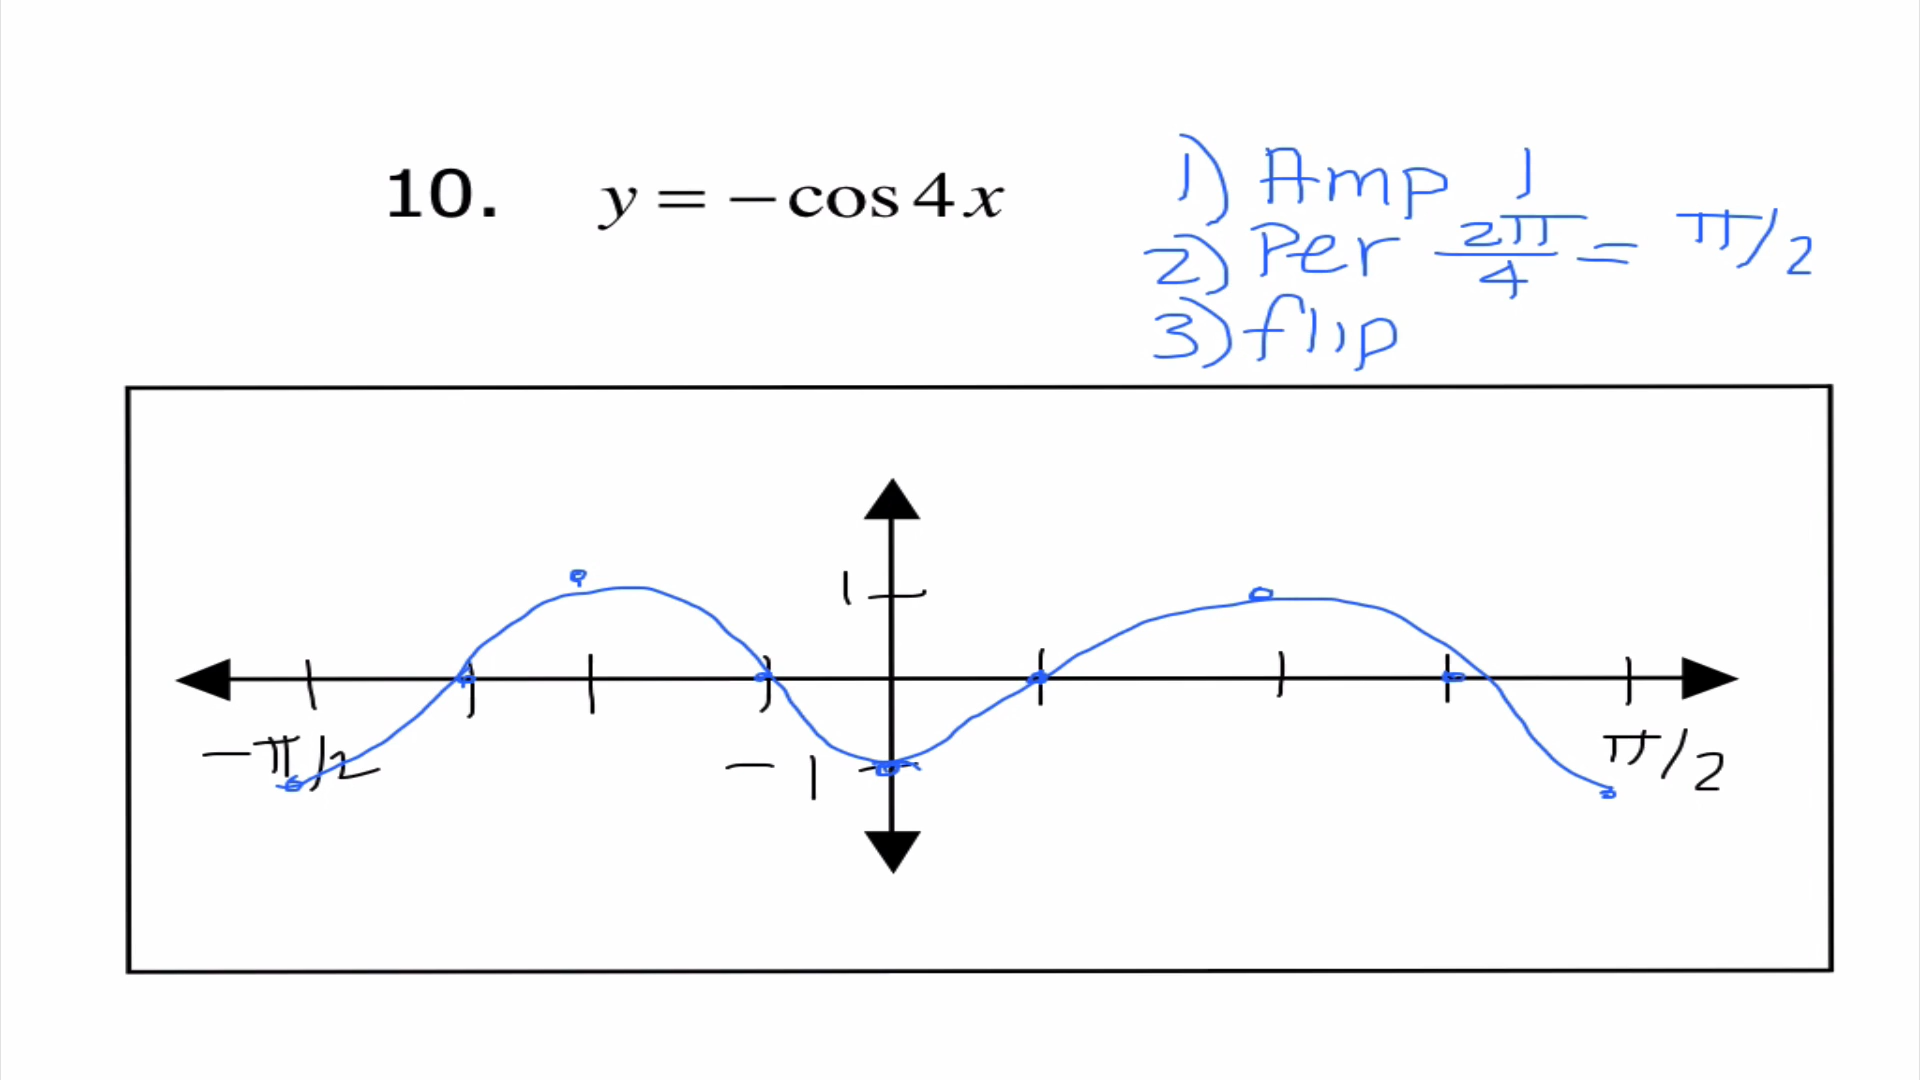 10. y = −cos 4x
1) Amp 1
2) Per 2π/4 = π/2
3) flip
1
−π/2
−1
π/2